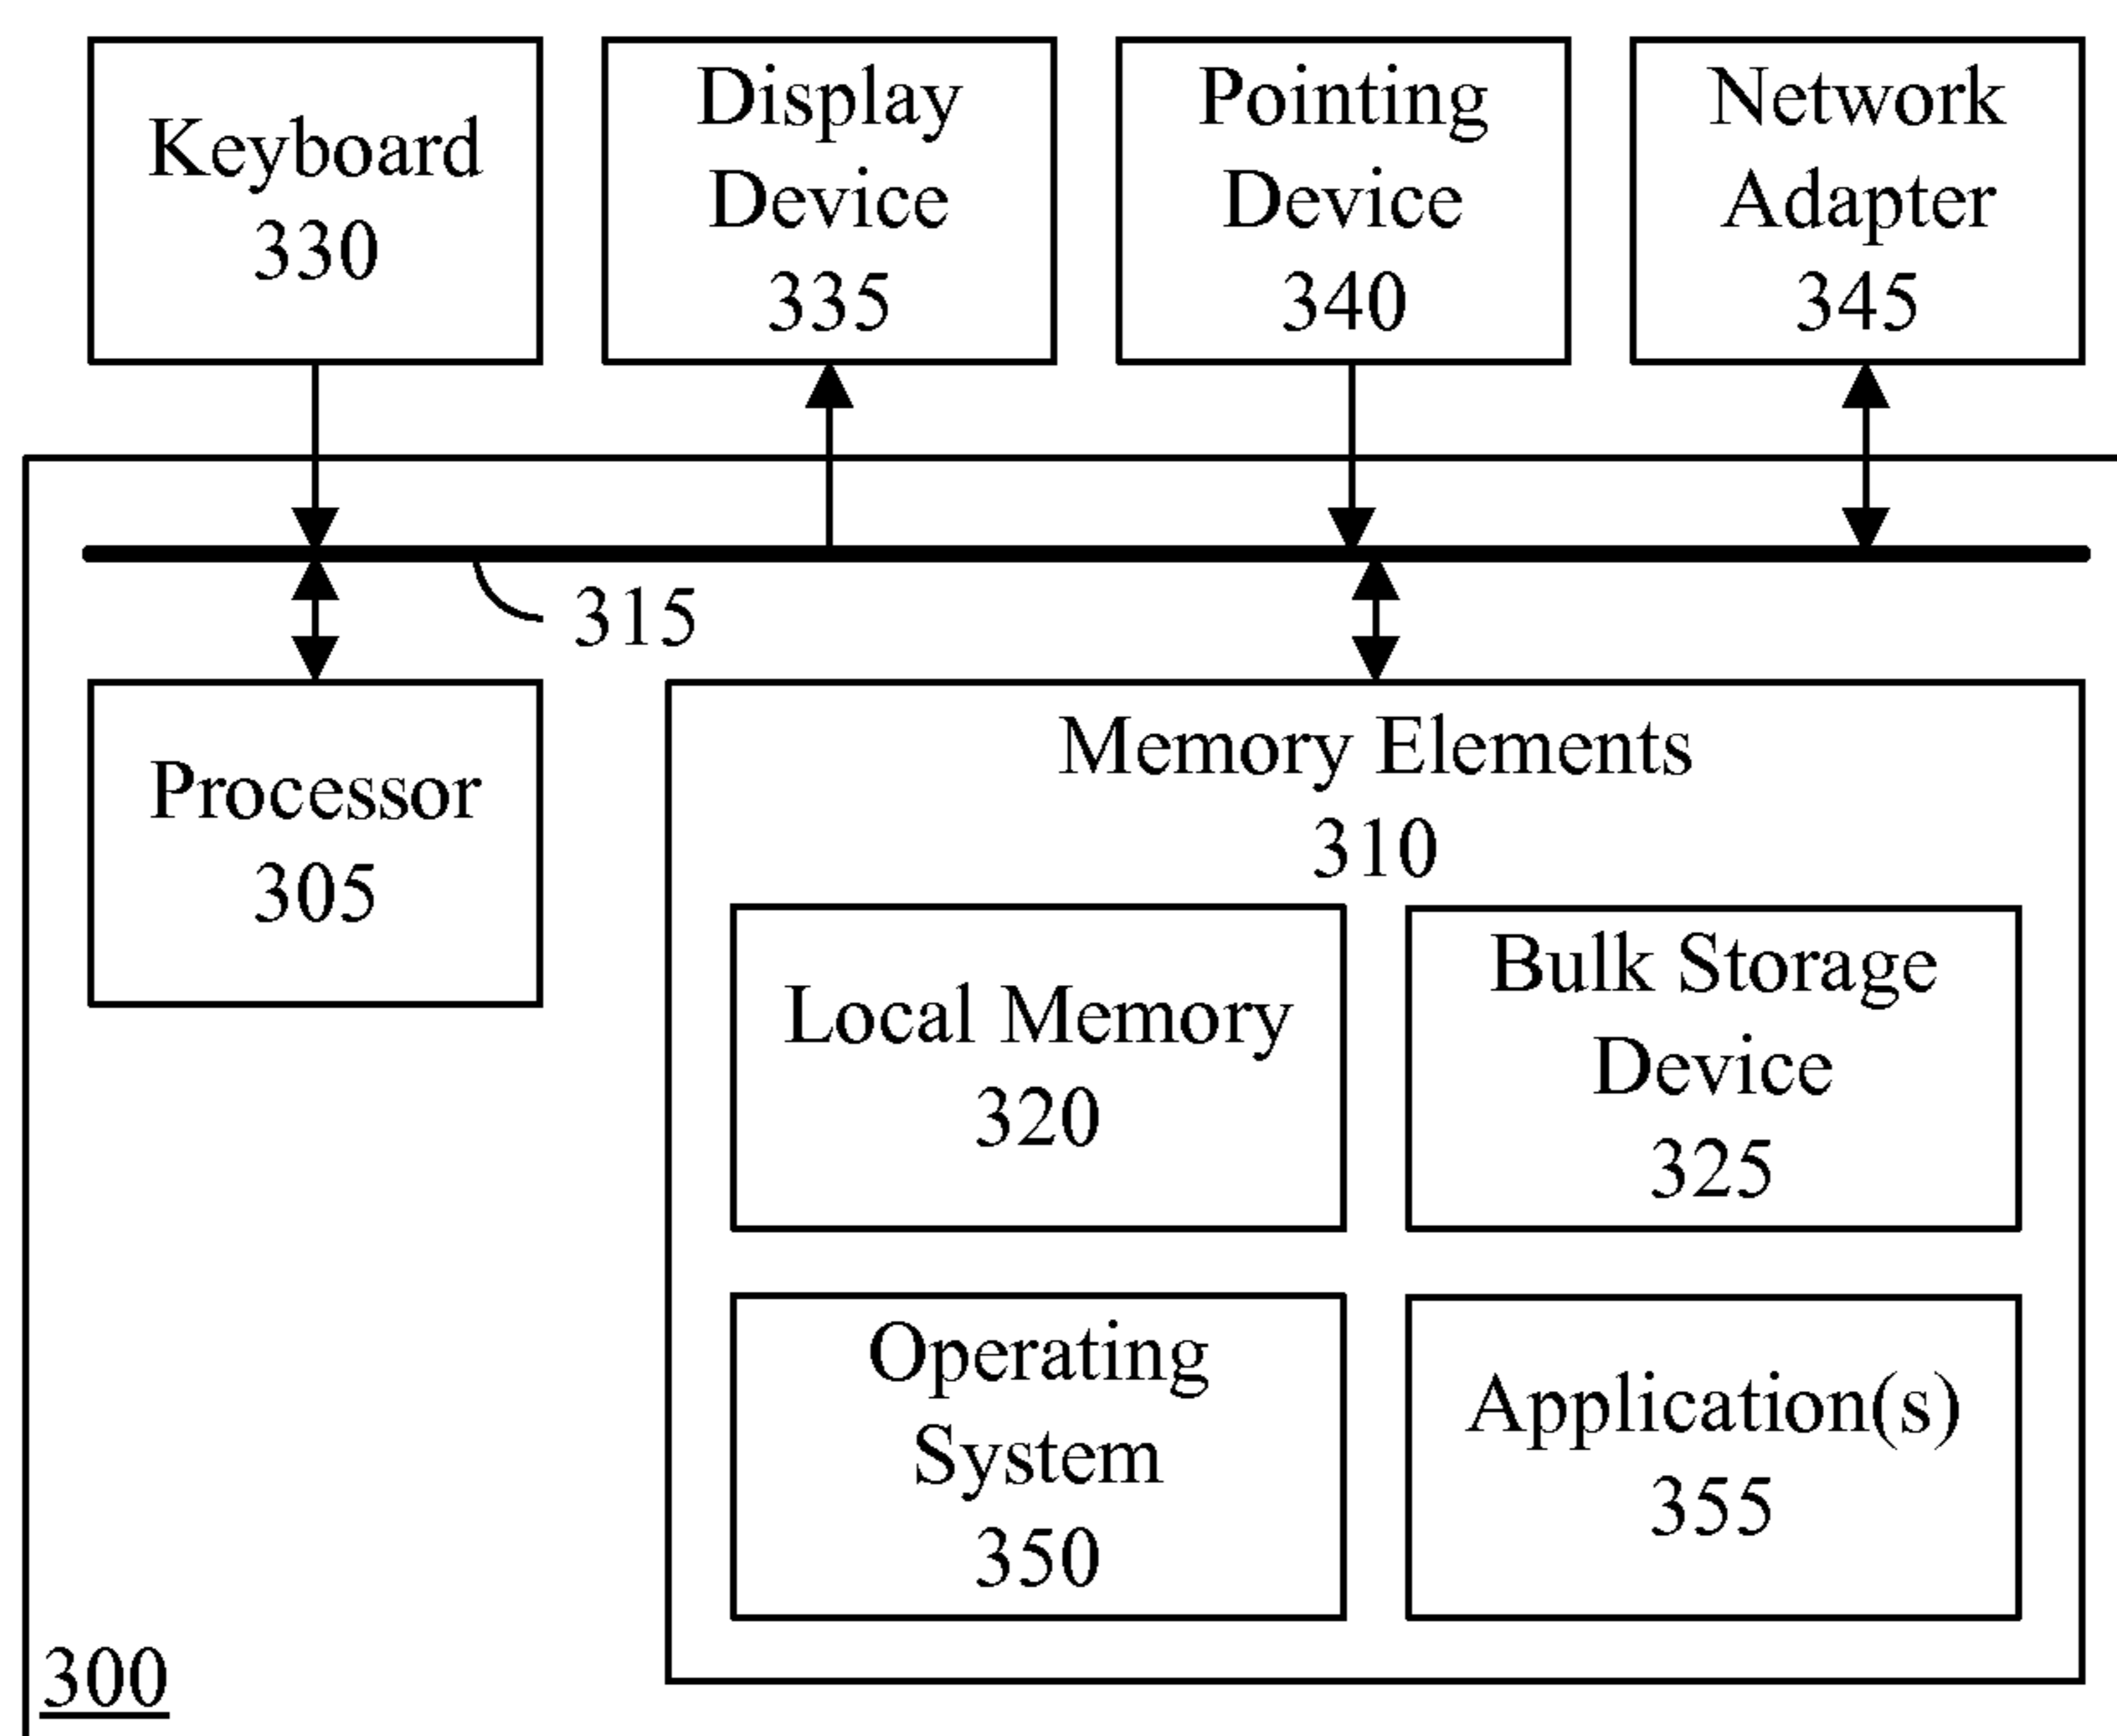 Keyboard
330
Display
Device
335
Pointing
Device
340
Network
Adapter
345
315
Processor
305
Memory Elements
310
Local Memory
320
Bulk Storage
Device
325
Operating
System
350
Application(s)
355
300